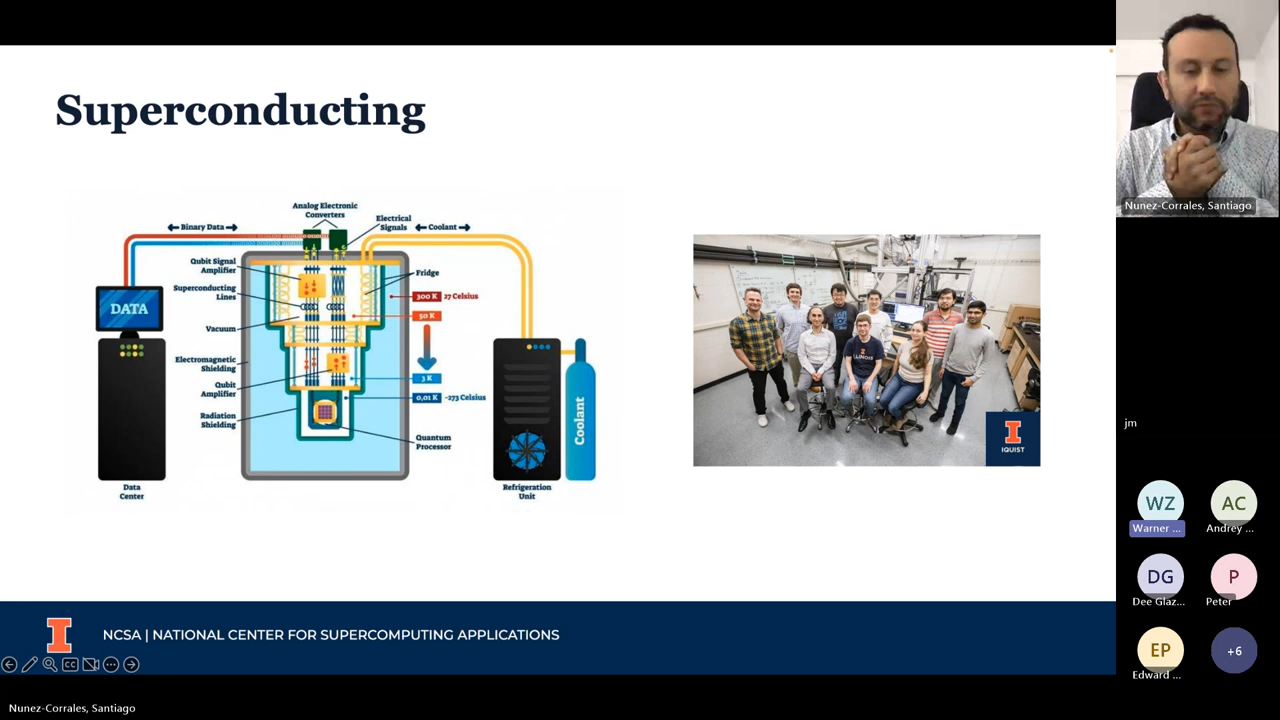 Superconducting
Analog Electronic
Converters
Binary Data
Electrical
Signals
Coolant
Qubit Signal
Amplifier
Superconducting
Lines
Vacuum
Electromagnetic
Shielding
Qubit
Amplifier
Radiation
Shielding
Fridge
300 K 27 Celsius
50 K
3 K
0,01 K -273 Celsius
Quantum
Processor
DATA
Data
Center
Refrigeration
Unit
Coolant
ILLINOIS
I
IQUIST
I
NCSA | NATIONAL CENTER FOR SUPERCOMPUTING APPLICATIONS
CC
Nunez-Corrales, Santiago
jm
WZ
Warner ...
AC
Andrey ...
DG
Dee Glaz...
P
Peter
EP
Edward ...
+6
Nunez-Corrales, Santiago